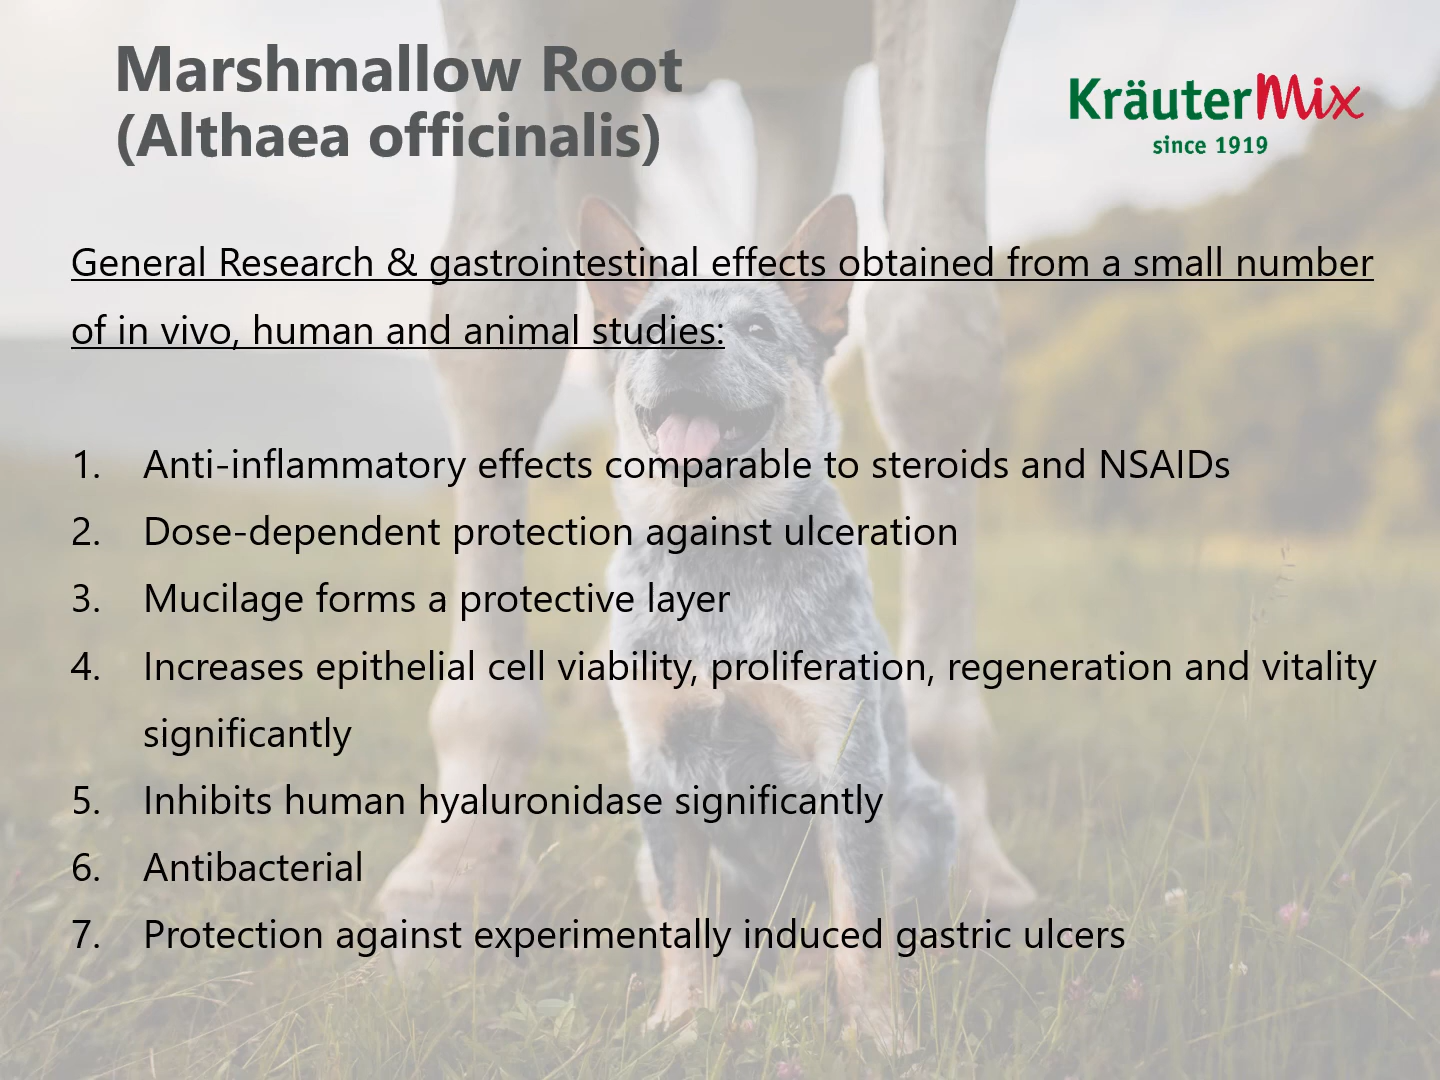 Marshmallow Root
(Althaea officinalis)
KräuterMix
since 1919
General Research & gastrointestinal effects obtained from a small number
of in vivo, human and animal studies:
1. Anti-inflammatory effects comparable to steroids and NSAIDs
2. Dose-dependent protection against ulceration
3. Mucilage forms a protective layer
4. Increases epithelial cell viability, proliferation, regeneration and vitality
significantly
5. Inhibits human hyaluronidase significantly
6. Antibacterial
7. Protection against experimentally induced gastric ulcers